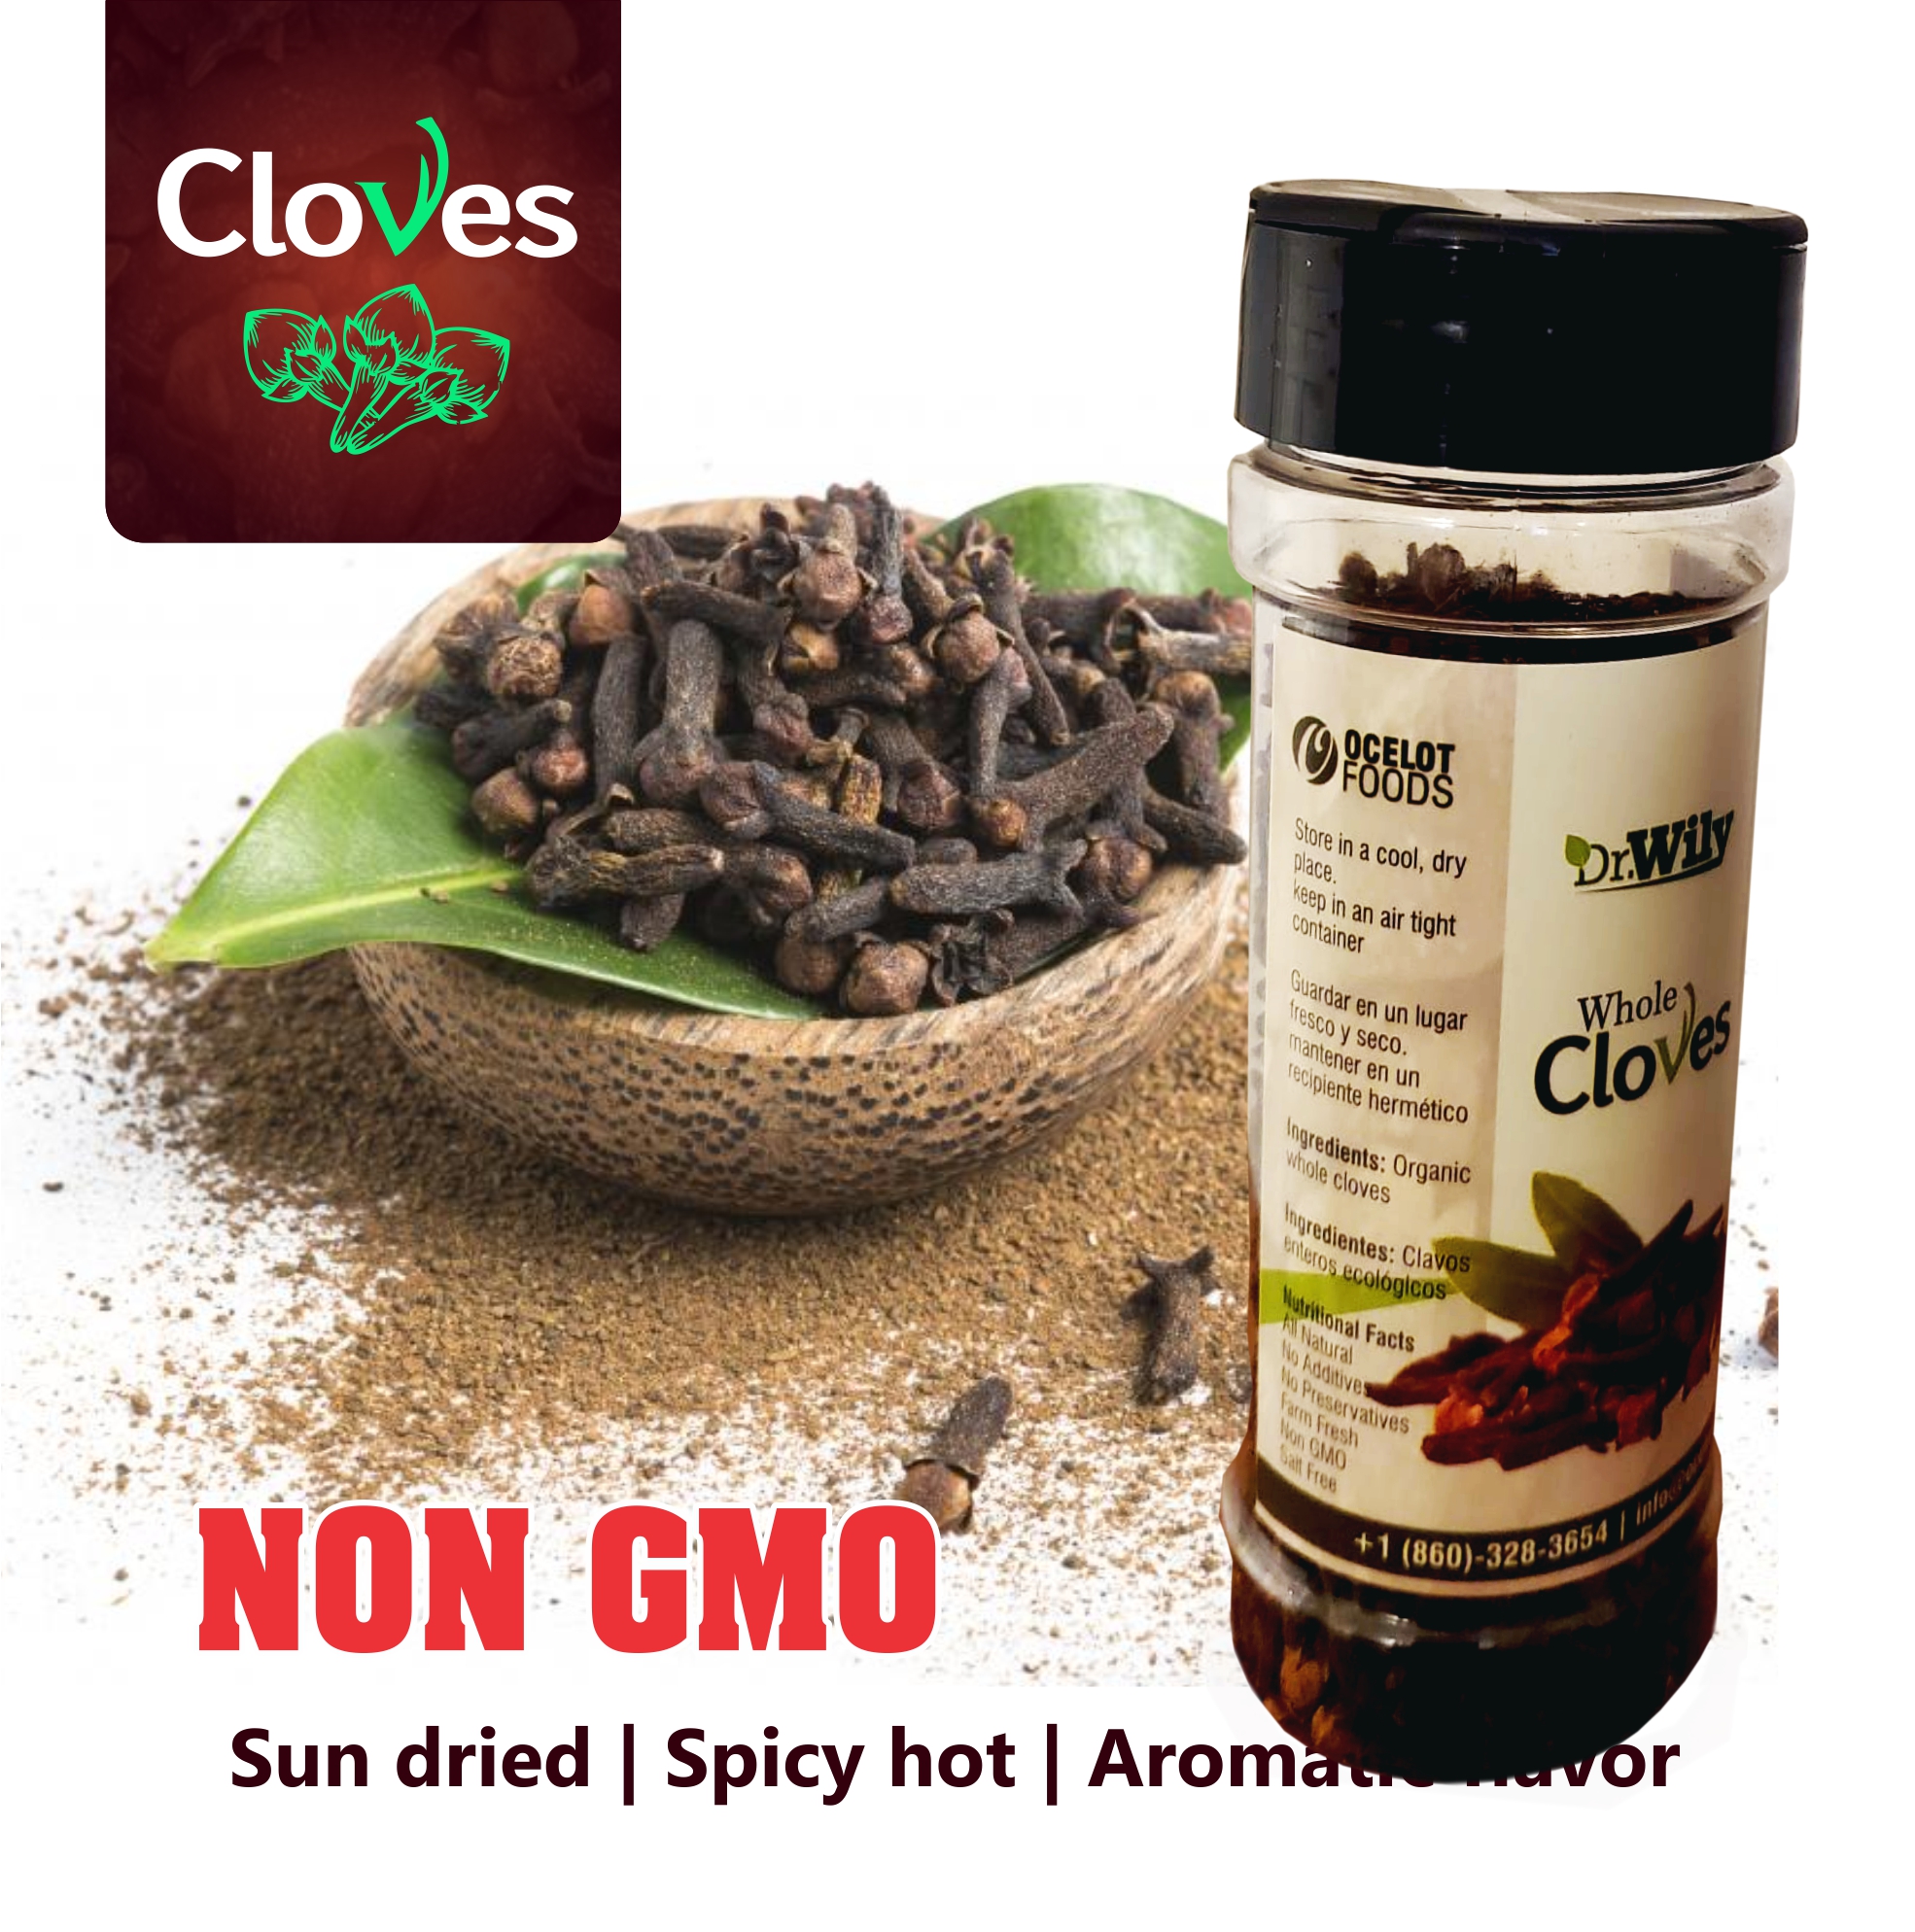 Cloves
OCELOT
FOODS
Store in a cool, dry
place.
keep in an air tight
container
Guardar en un lugar
fresco y seco.
mantener en un
recipiente hermético
Ingredients: Organic
whole cloves
Ingredientes: Clavos
enteros ecológicos
Nutritional Facts
All Natural
No Additives
No Preservatives
Farm Fresh
Non GMO
Salt Free
Dr.Wily
Whole
Cloves
+1 (860)-328-3654 |
NON GMO
Sun dried | Spicy hot | Aromatic flavor